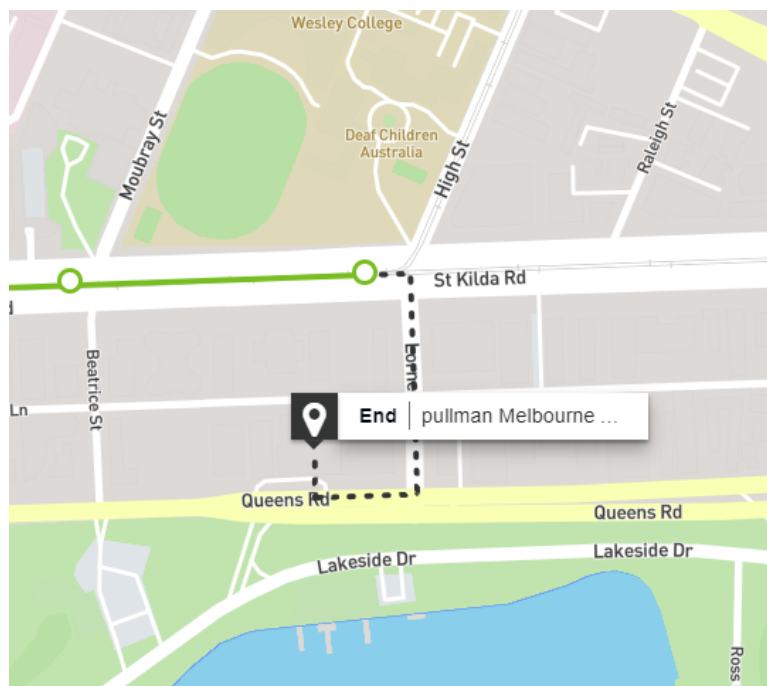 Wesley College
Moubray St
Deaf Children
Australia
High St
Raleigh St
St Kilda Rd
d
Beatrice St
Lorne
Ln
End
pullman Melbourne ...
Queens Rd
Queens Rd
Lakeside Dr
Lakeside Dr
Ross